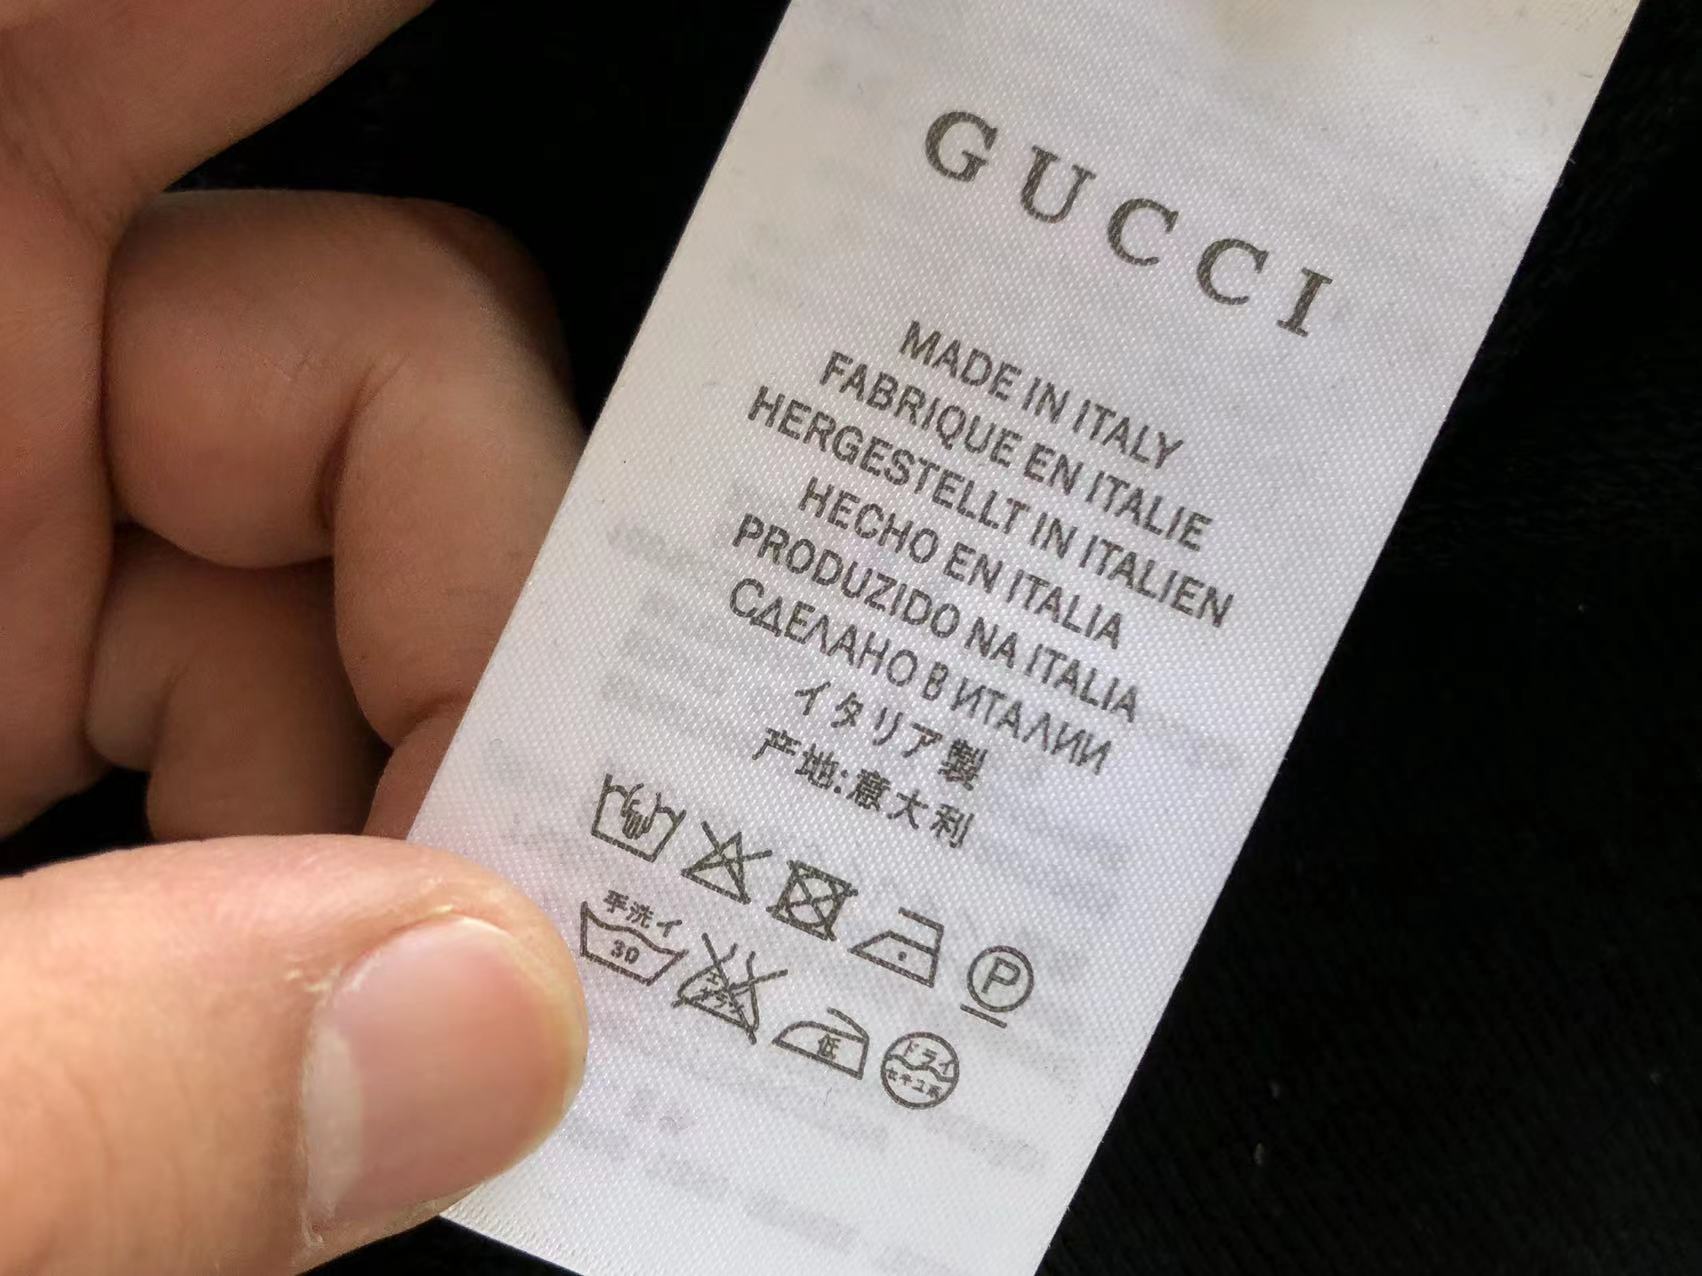 GUCCI
MADE IN ITALY
FABRIQUE EN ITALIE
HERGESTELLT IN ITALIEN
HECHO EN ITALIA
PRODUZIDO NA ITALIA
СДЕЛАНО В ИТАЛИИ
イタリア製
产地:意大利
P
手洗イ
30
低
ドライ